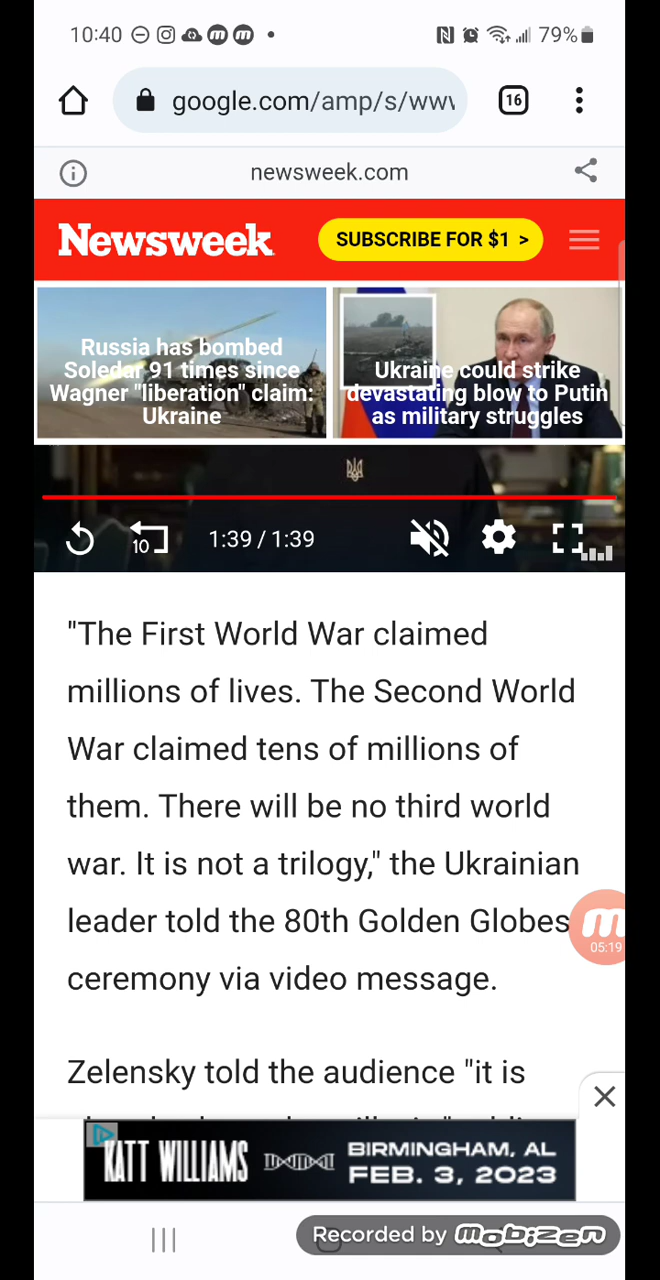 10:40
79%
google.com/amp/s/www
16
newsweek.com
Newsweek
SUBSCRIBE FOR $1 >
Russia has bombed
Soledar 91 times since
Wagner "liberation" claim:
Ukraine
Ukraine could strike
devastating blow to Putin
as military struggles
10
1:39 / 1:39
"The First World War claimed
millions of lives. The Second World
War claimed tens of millions of
them. There will be no third world
war. It is not a trilogy," the Ukrainian
leader told the 80th Golden Globes
ceremony via video message.
05:19
Zelensky told the audience "it is
KATT WILLIAMS
BIRMINGHAM, AL
FEB. 3, 2023
Recorded by mobizen